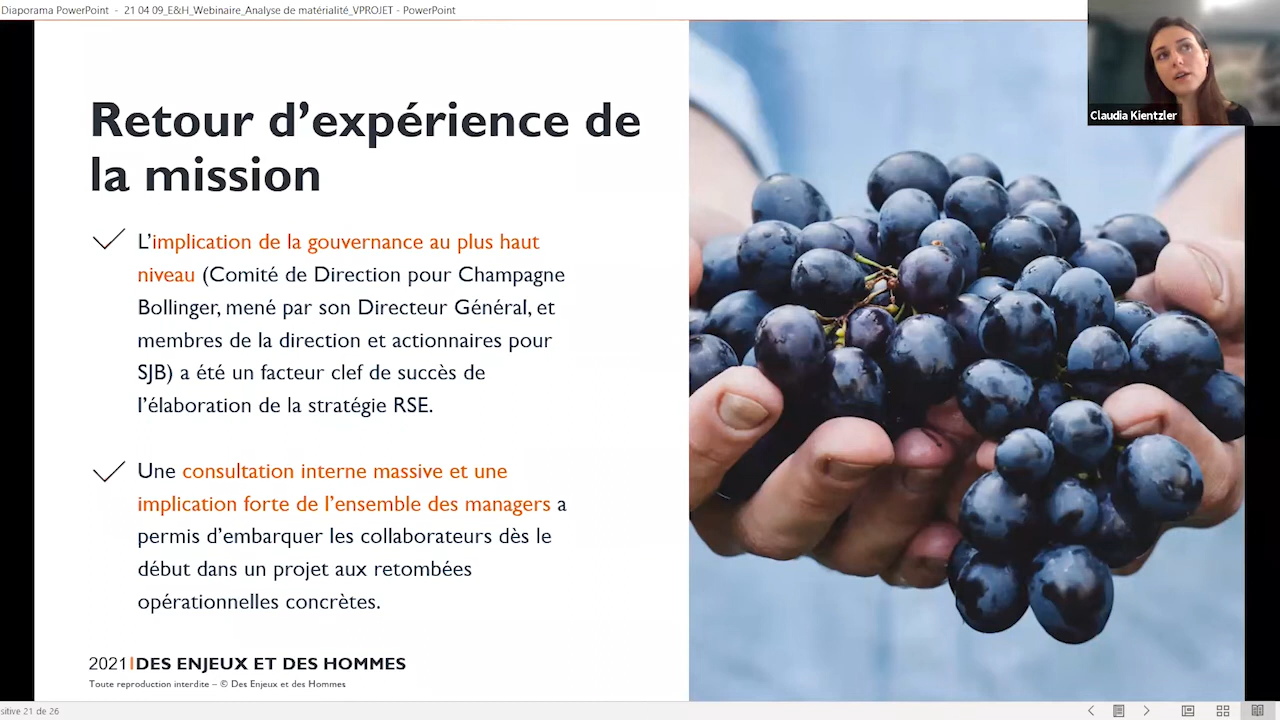 Diaporama PowerPoint - 21 04 09_E&H_Webinaire_Analyse de matérialité_VPROJET - PowerPoint
Claudia Kientzler
Retour d’expérience de
la mission
L’implication de la gouvernance au plus haut
niveau (Comité de Direction pour Champagne
Bollinger, mené par son Directeur Général, et
membres de la direction et actionnaires pour
SJB) a été un facteur clef de succès de
l’élaboration de la stratégie RSE.
Une consultation interne massive et une
implication forte de l’ensemble des managers a
permis d’embarquer les collaborateurs dès le
début dans un projet aux retombées
opérationnelles concrètes.
2021 | DES ENJEUX ET DES HOMMES
Toute reproduction interdite – © Des Enjeux et des Hommes
sitive 21 de 26